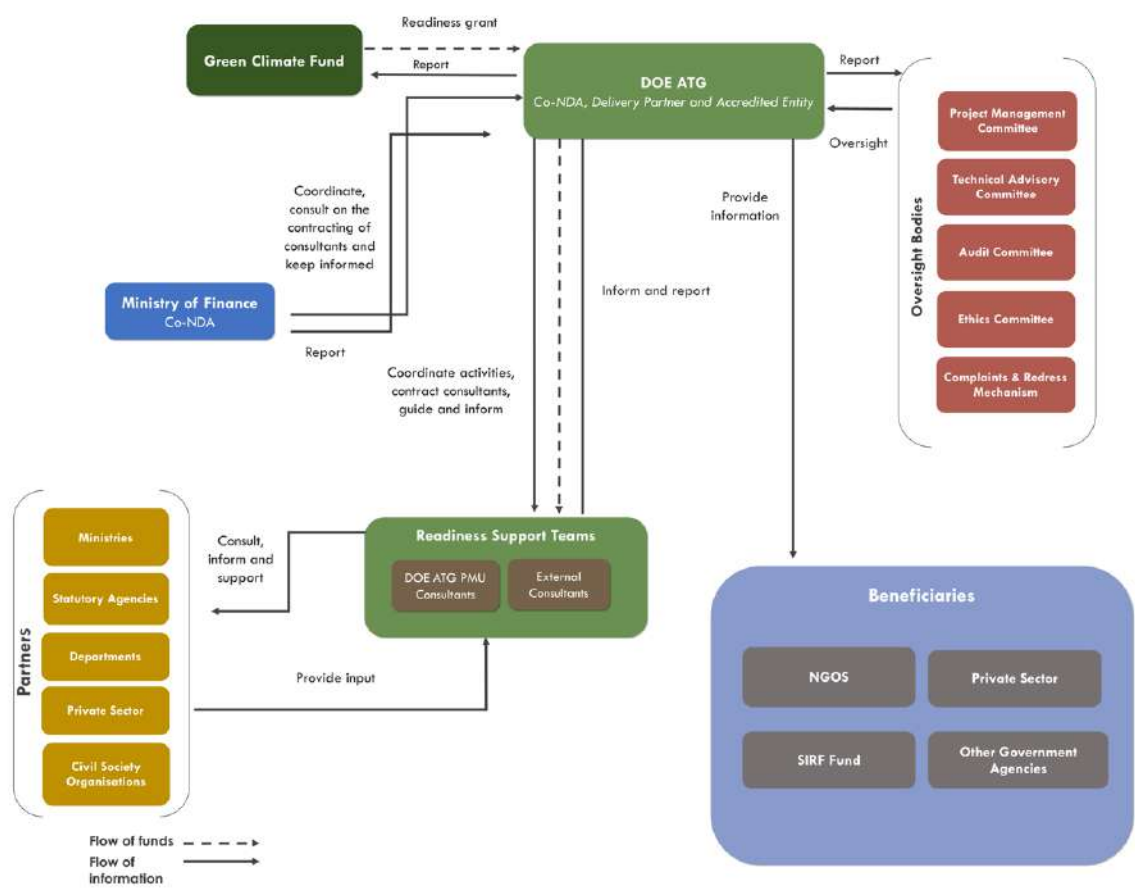 Readiness grant
Green Climate Fund
Report
DOE ATG
Co-NDA, Delivery Partner and Accredited Entity
Report
Oversight
Oversight Bodies
Project Management
Committee
Technical Advisory
Committee
Audit Committee
Ethics Committee
Complaints & Redress
Mechanism
Coordinate,
consult on the
contracting of
consultants and
keep informed
Provide
information
Ministry of Finance
Co-NDA
Report
Inform and report
Coordinate activities,
contract consultants,
guide and inform
Partners
Ministries
Statutory Agencies
Departments
Private Sector
Civil Society
Organisations
Consult,
inform and
support
Readiness Support Teams
DOE ATG PMU
Consultants
External
Consultants
Provide input
Beneficiaries
NGOS
Private Sector
SIRF Fund
Other Government
Agencies
Flow of funds
Flow of
information